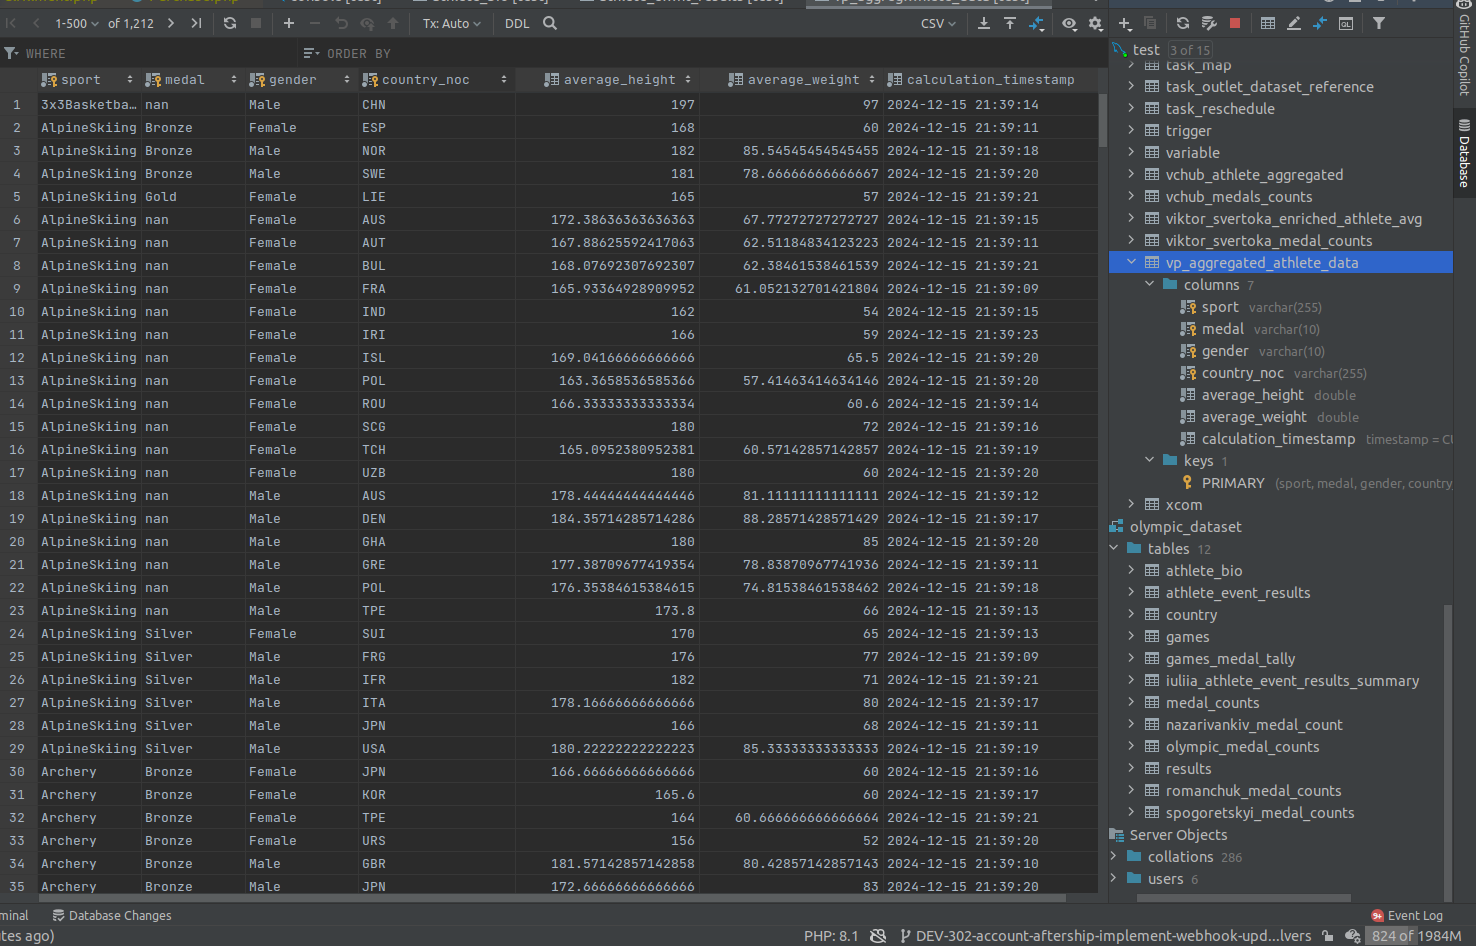 1-500 of 1,212 Tx: Auto DDL CSV
WHERE ORDER BY
sport medal gender country_noc average_height average_weight calculation_timestamp
1 3x3Basketba… nan Male CHN 197 97 2024-12-15 21:39:14
2 AlpineSkiing Bronze Female ESP 168 60 2024-12-15 21:39:11
3 AlpineSkiing Bronze Male NOR 182 85.54545454545455 2024-12-15 21:39:18
4 AlpineSkiing Bronze Male SWE 181 78.66666666666667 2024-12-15 21:39:20
5 AlpineSkiing Gold Female LIE 165 57 2024-12-15 21:39:21
6 AlpineSkiing nan Female AUS 172.38636363636363 67.77272727272727 2024-12-15 21:39:15
7 AlpineSkiing nan Female AUT 167.88625592417063 62.51184834123223 2024-12-15 21:39:11
8 AlpineSkiing nan Female BUL 168.07692307692307 62.38461538461539 2024-12-15 21:39:21
9 AlpineSkiing nan Female FRA 165.93364928909952 61.052132701421804 2024-12-15 21:39:09
10 AlpineSkiing nan Female IND 162 54 2024-12-15 21:39:15
11 AlpineSkiing nan Female IRI 166 59 2024-12-15 21:39:23
12 AlpineSkiing nan Female ISL 169.04166666666666 65.5 2024-12-15 21:39:20
13 AlpineSkiing nan Female POL 163.3658536585366 57.41463414634146 2024-12-15 21:39:20
14 AlpineSkiing nan Female ROU 166.33333333333334 60.6 2024-12-15 21:39:14
15 AlpineSkiing nan Female SCG 180 72 2024-12-15 21:39:16
16 AlpineSkiing nan Female TCH 165.0952380952381 60.57142857142857 2024-12-15 21:39:19
17 AlpineSkiing nan Female UZB 180 60 2024-12-15 21:39:20
18 AlpineSkiing nan Male AUS 178.44444444444446 81.11111111111111 2024-12-15 21:39:12
19 AlpineSkiing nan Male DEN 184.35714285714286 88.28571428571429 2024-12-15 21:39:17
20 AlpineSkiing nan Male GHA 180 85 2024-12-15 21:39:20
21 AlpineSkiing nan Male GRE 177.38709677419354 78.83870967741936 2024-12-15 21:39:11
22 AlpineSkiing nan Male POL 176.35384615384615 74.81538461538462 2024-12-15 21:39:18
23 AlpineSkiing nan Male TPE 173.8 66 2024-12-15 21:39:13
24 AlpineSkiing Silver Female SUI 170 65 2024-12-15 21:39:13
25 AlpineSkiing Silver Male FRG 176 77 2024-12-15 21:39:09
26 AlpineSkiing Silver Male IFR 182 71 2024-12-15 21:39:21
27 AlpineSkiing Silver Male ITA 178.16666666666666 80 2024-12-15 21:39:17
28 AlpineSkiing Silver Male JPN 166 68 2024-12-15 21:39:11
29 AlpineSkiing Silver Male USA 180.22222222222223 85.33333333333333 2024-12-15 21:39:19
30 Archery Bronze Female JPN 166.66666666666666 60 2024-12-15 21:39:16
31 Archery Bronze Female KOR 165.6 60 2024-12-15 21:39:17
32 Archery Bronze Female TPE 164 60.666666666666664 2024-12-15 21:39:21
33 Archery Bronze Female URS 156 52 2024-12-15 21:39:20
34 Archery Bronze Male GBR 181.57142857142858 80.42857142857143 2024-12-15 21:39:10
35 Archery Bronze Male JPN 172.66666666666666 83 2024-12-15 21:39:20
test 3 of 15
task_map
task_outlet_dataset_reference
task_reschedule
trigger
variable
vchub_athlete_aggregated
vchub_medals_counts
viktor_svertoka_enriched_athlete_avg
viktor_svertoka_medal_counts
vp_aggregated_athlete_data
columns 7
sport varchar(255)
medal varchar(10)
gender varchar(10)
country_noc varchar(255)
average_height double
average_weight double
calculation_timestamp timestamp = CU
keys 1
PRIMARY (sport, medal, gender, country
xcom
olympic_dataset
tables 12
athlete_bio
athlete_event_results
country
games
games_medal_tally
iuliia_athlete_event_results_summary
medal_counts
nazarivankiv_medal_count
olympic_medal_counts
results
romanchuk_medal_counts
spogoretskyi_medal_counts
Server Objects
collations 286
users 6
GitHub Copilot
Database
minal Database Changes 9+ Event Log
tes ago) PHP: 8.1 DEV-302-account-aftership-implement-webhook-upd...lvers 824 of 1984M